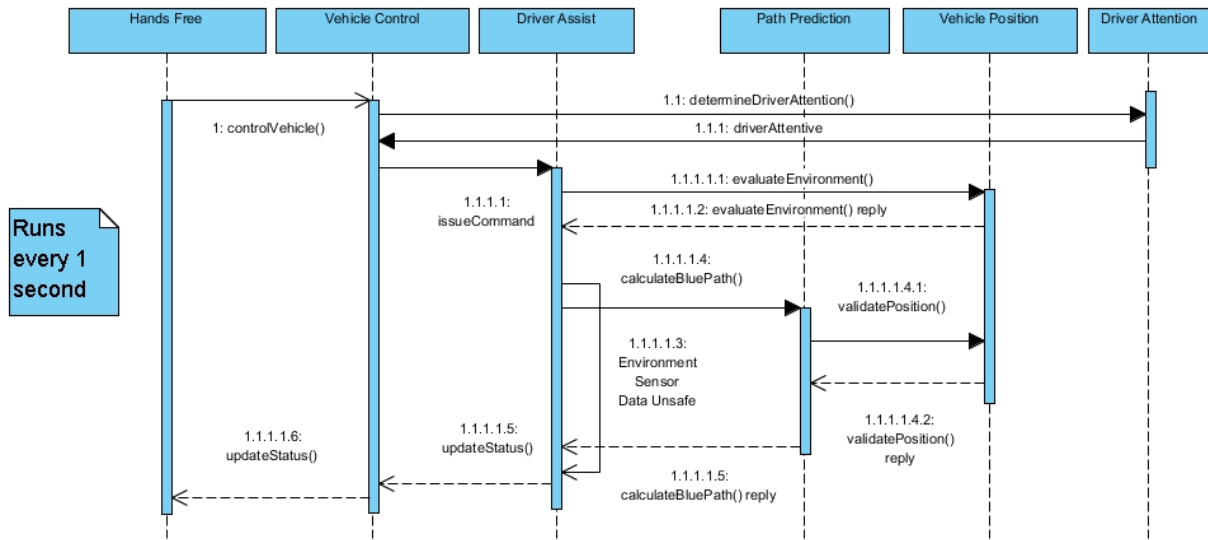 Hands Free
Vehicle Control
Driver Assist
Path Prediction
Vehicle Position
Driver Attention
1.1: determineDriverAttention()
1: controlVehicle()
1.1.1: driverAttentive
1.1.1.1.1: evaluateEnvironment()
1.1.1.1:
issueCommand
1.1.1.1.2: evaluateEnvironment() reply
Runs
every 1
second
1.1.1.1.4:
calculateBluePath()
1.1.1.1.4.1:
validatePosition()
1.1.1.1.3:
Environment
Sensor
Data Unsafe
1.1.1.1.6:
updateStatus()
1.1.1.1.5:
updateStatus()
1.1.1.1.4.2:
validatePosition()
reply
1.1.1.1.5:
calculateBluePath() reply